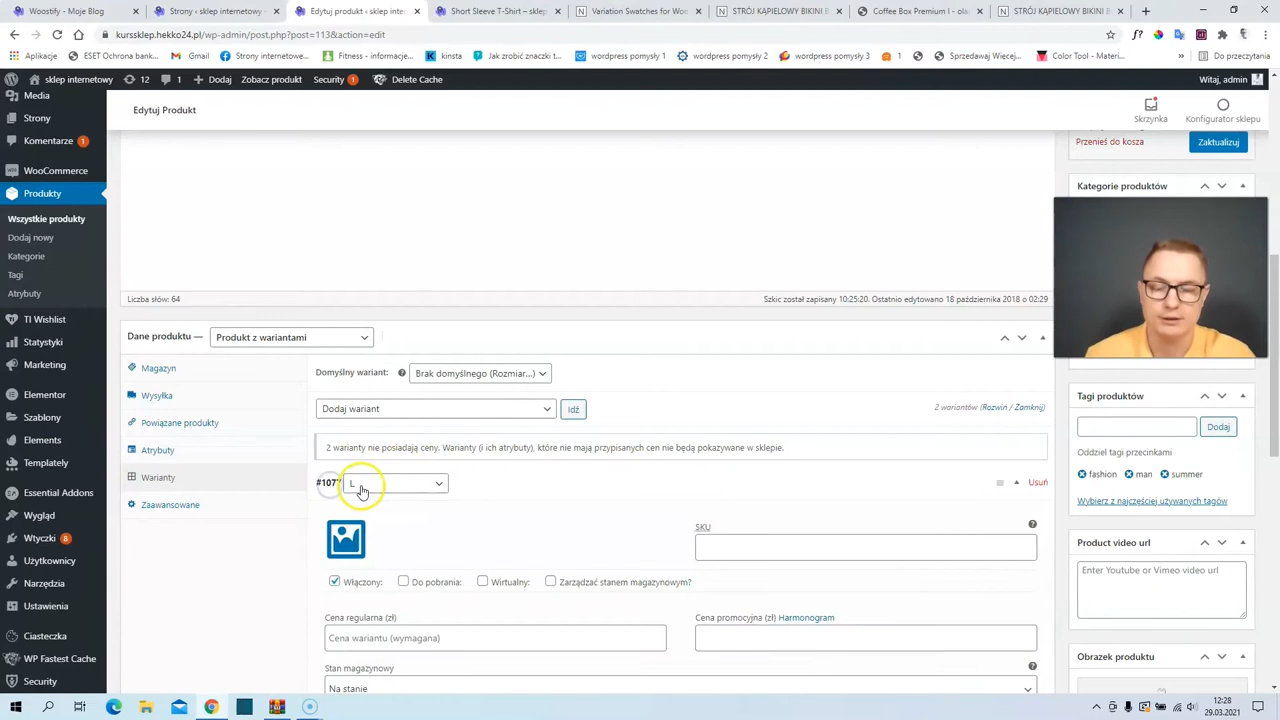 Woostify – Moj Blog
Strony ‹ sklep internetowy
Edytuj produkt ‹ sklep inter
Short Sleeve T-Shirt – sklep
Variation Swatches for Woo
STRÓJ KĄPIELOWY BIKINI B
Coffee Box Premium I - ola
STRÓJ KĄPIELOWY BIKINI B
kurssklep.hekko24.pl/wp-admin/post.php?post=113&action=edit
Aplikacje
ESET Ochrona bank...
Strony internetowe...
Fitness - informacje...
kinsta
Jak zrobić znaczki t...
wordpress pomysły 1
wordpress pomysły 2
wordpress pomysły 3
1
Sprzedawaj Więcej,...
Color Tool - Materi...
»
Do przeczytania
sklep internetowy
12
1
+ Dodaj
Zobacz produkt
Security 1
Delete Cache
Witaj, admin
Media
Strony
Komentarze 1
WooCommerce
Produkty
Wszystkie produkty
Dodaj nowy
Kategorie
Tagi
Atrybuty
TI Wishlist
Statystyki
Marketing
Elementor
Szablony
Elements
Templately
Essential Addons
Wygląd
Wtyczki 8
Użytkownicy
Narzędzia
Ustawienia
Ciasteczka
WP Fastest Cache
Security
Edytuj Produkt
Skrzynka
Konfigurator sklepu
Przenieś do kosza
Zaktualizuj
Kategorie produktów
Liczba słów: 64
Szkic został zapisany 10:25:20. Ostatnio edytowano 18 października 2018 o 02:29
Dane produktu —
Produkt z wariantami
Magazyn
Wysyłka
Powiązane produkty
Atrybuty
Warianty
Zaawansowane
Domyślny wariant:
Brak domyślnego (Rozmiar...)
Dodaj wariant
Idź
2 wariantów (Rozwiń / Zamknij)
2 warianty nie posiadają ceny. Warianty (i ich atrybuty), które nie mają przypisanych cen nie będą pokazywane w sklepie.
#107
L
Usuń
SKU
Włączony:
Do pobrania:
Wirtualny:
Zarządzać stanem magazynowym?
Cena regularna (zł)
Cena wariantu (wymagana)
Cena promocyjna (zł) Harmonogram
Stan magazynowy
Na stanie
Tagi produktów
Dodaj
Oddziel tagi przecinkami
fashion
man
summer
Wybierz z najczęściej używanych tagów
Product video url
Enter Youtube or Vimeo video url
Obrazek produktu
12:28
29.03.2021